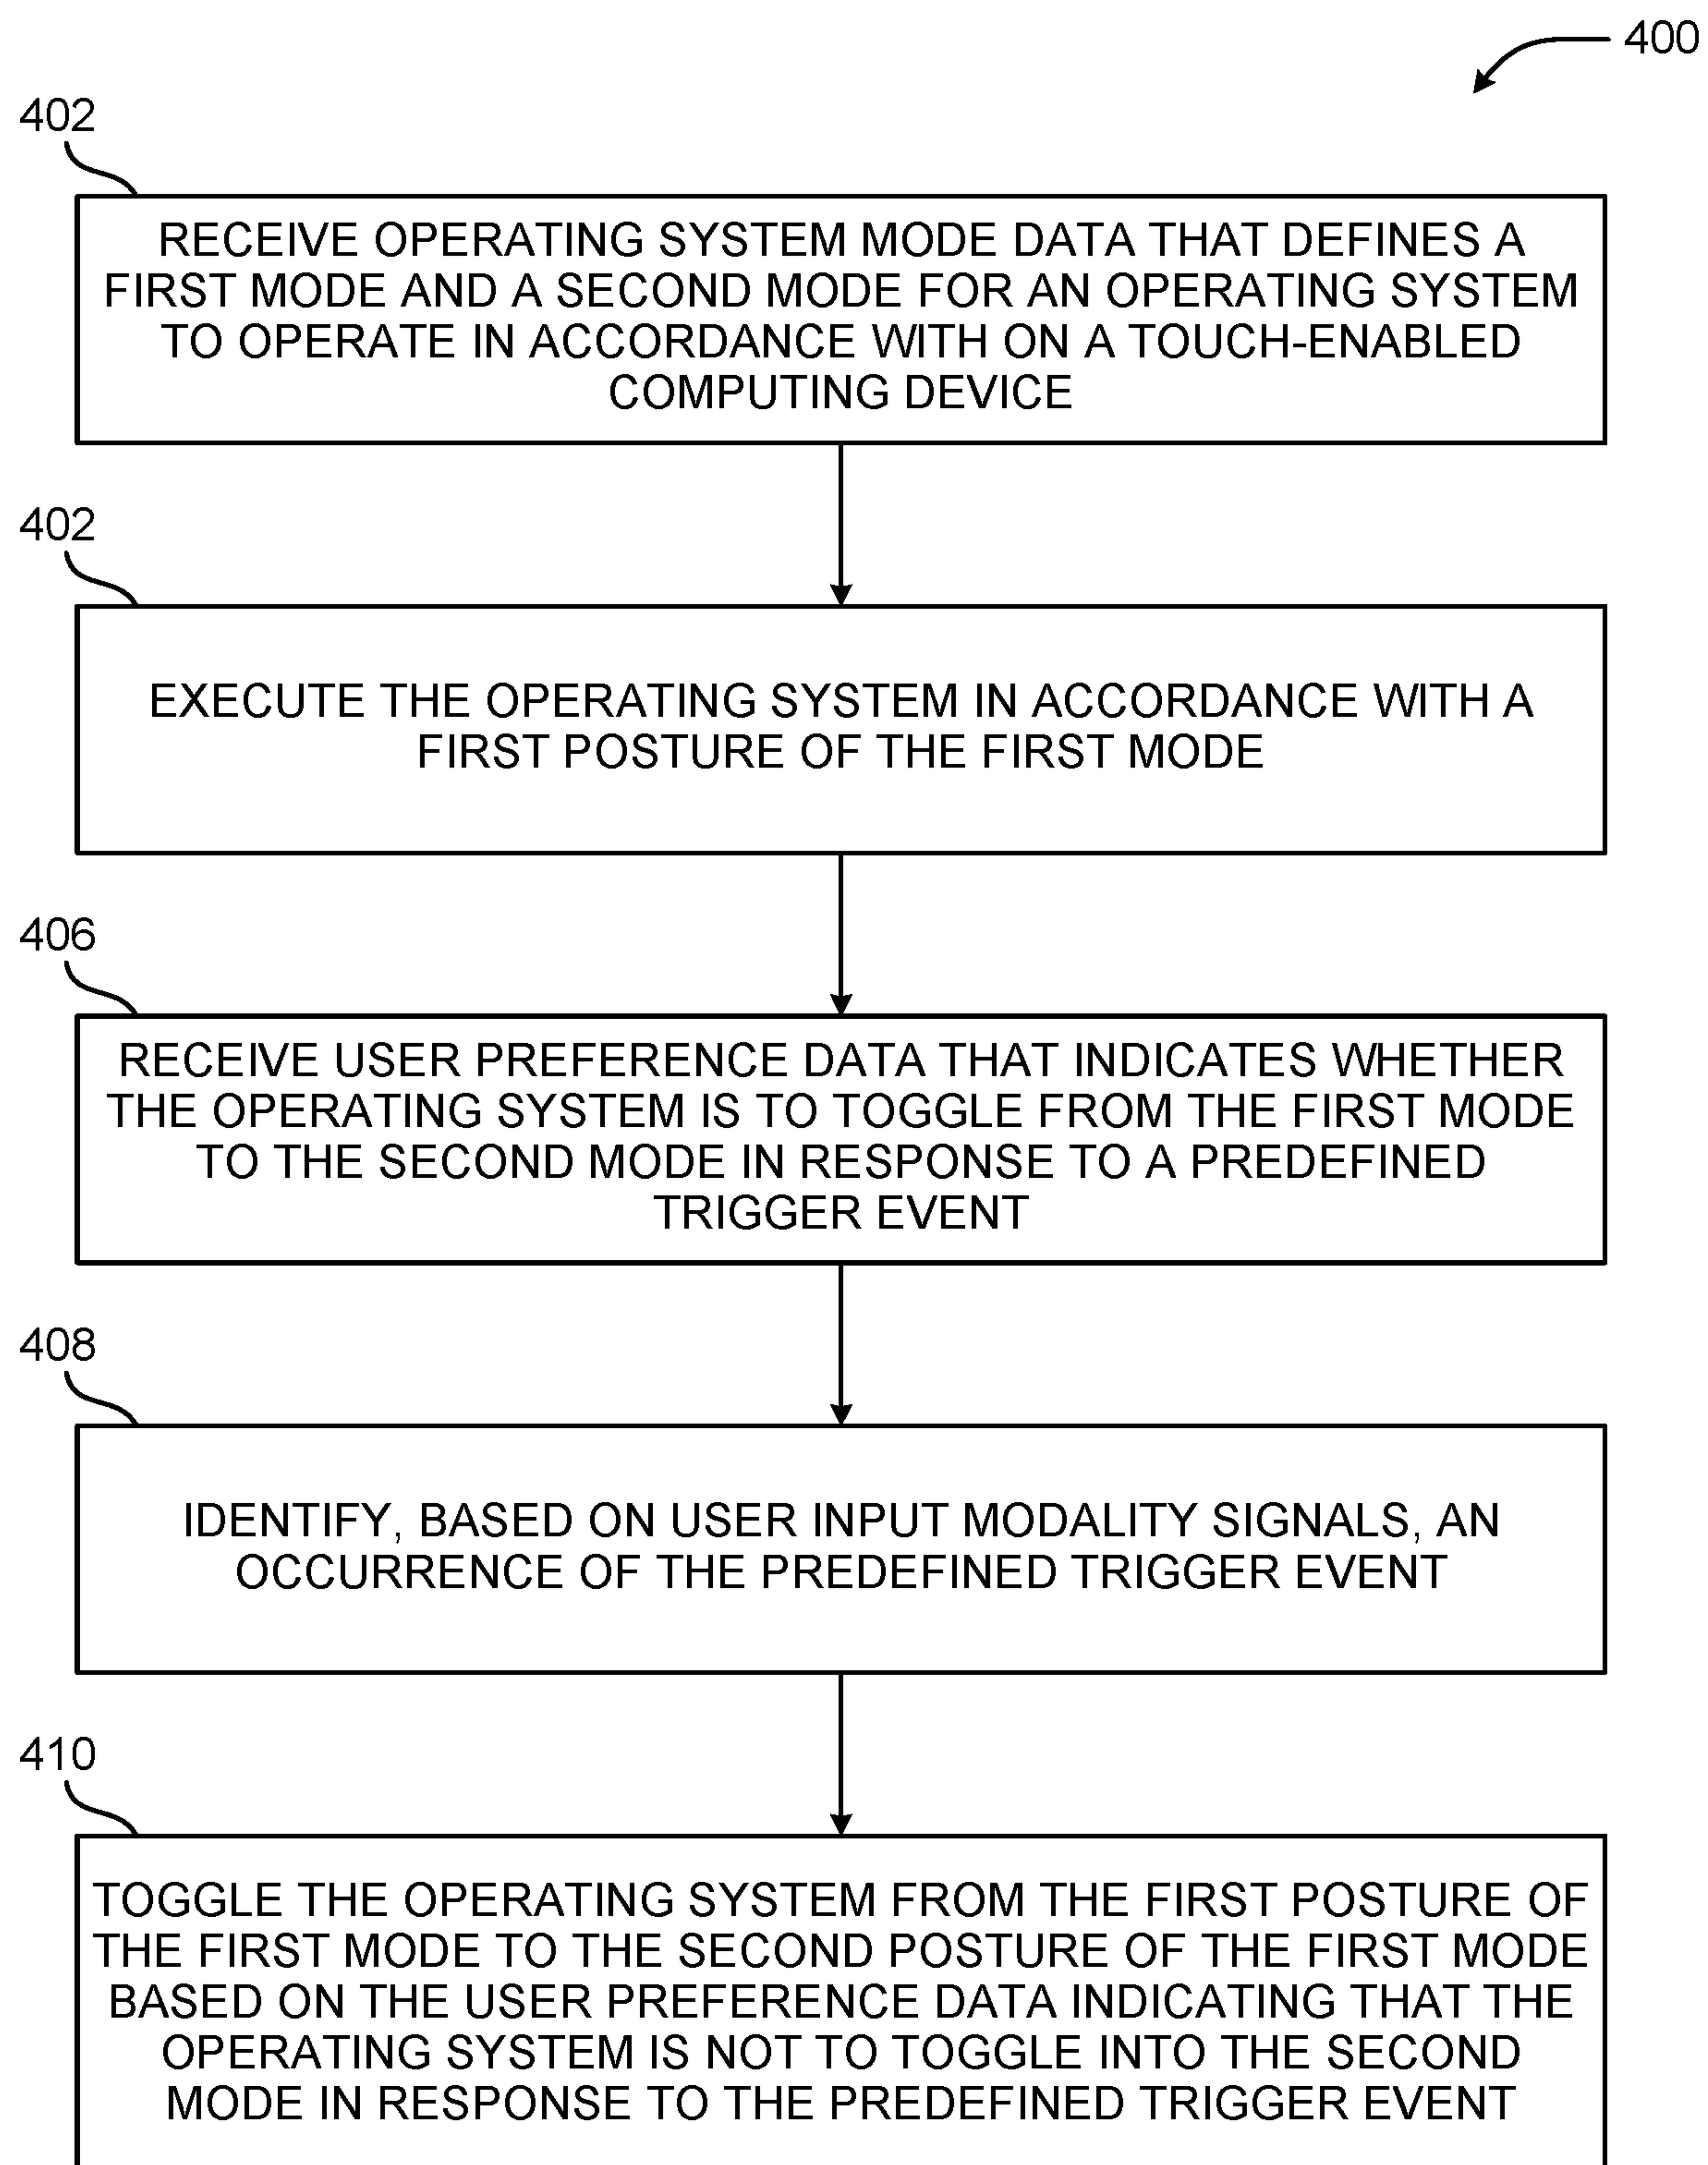 400
402
RECEIVE OPERATING SYSTEM MODE DATA THAT DEFINES A
FIRST MODE AND A SECOND MODE FOR AN OPERATING SYSTEM
TO OPERATE IN ACCORDANCE WITH ON A TOUCH-ENABLED
COMPUTING DEVICE
402
EXECUTE THE OPERATING SYSTEM IN ACCORDANCE WITH A
FIRST POSTURE OF THE FIRST MODE
406
RECEIVE USER PREFERENCE DATA THAT INDICATES WHETHER
THE OPERATING SYSTEM IS TO TOGGLE FROM THE FIRST MODE
TO THE SECOND MODE IN RESPONSE TO A PREDEFINED
TRIGGER EVENT
408
IDENTIFY, BASED ON USER INPUT MODALITY SIGNALS, AN
OCCURRENCE OF THE PREDEFINED TRIGGER EVENT
410
TOGGLE THE OPERATING SYSTEM FROM THE FIRST POSTURE OF
THE FIRST MODE TO THE SECOND POSTURE OF THE FIRST MODE
BASED ON THE USER PREFERENCE DATA INDICATING THAT THE
OPERATING SYSTEM IS NOT TO TOGGLE INTO THE SECOND
MODE IN RESPONSE TO THE PREDEFINED TRIGGER EVENT